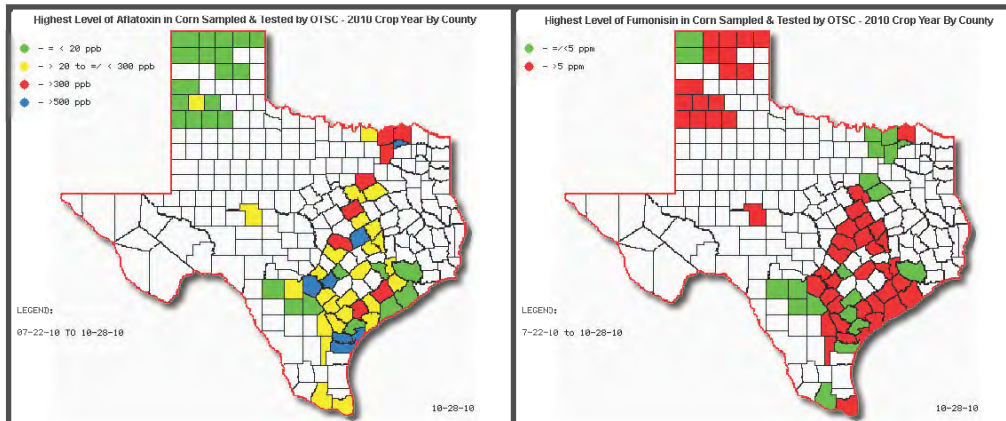 Highest Level of Aflatoxin in Corn Sampled & Tested by OTSC - 2010 Crop Year By County
- = < 20 ppb
- > 20 to =/ < 300 ppb
- >300 ppb
- >500 ppb
LEGEND:
07-22-10 TO 10-28-10
10-28-10
Highest Level of Fumonisin in Corn Sampled & Tested by OTSC - 2010 Crop Year By County
- =/<5 ppm
- >5 ppm
LEGEND:
7-22-10 to 10-28-10
10-28-10